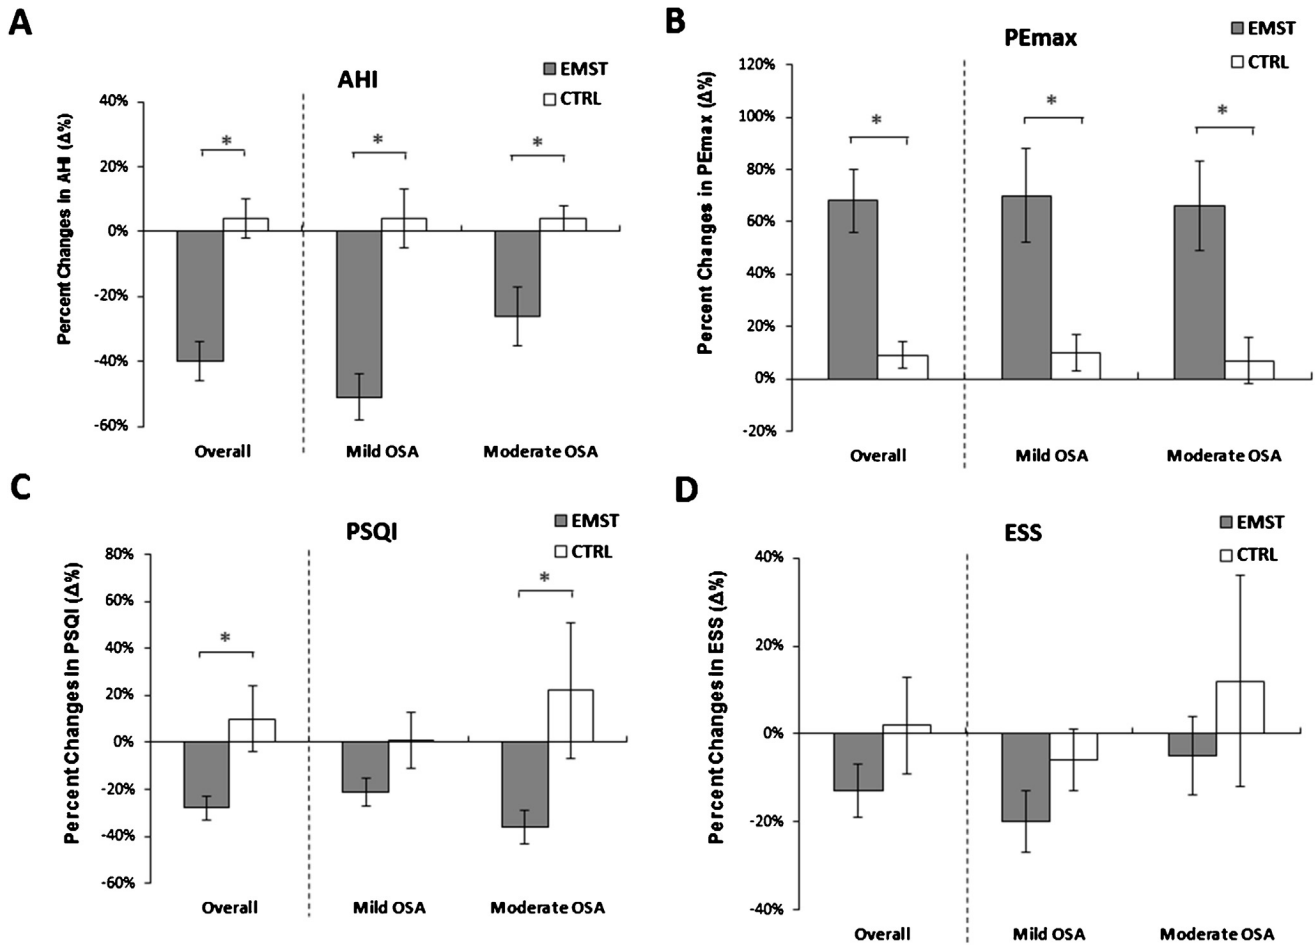 A
AHI
EMST
CTRL
Percent Changes In AHI (Δ%)
40%
20%
0%
-20%
-40%
-60%
*
*
*
Overall
Mild OSA
Moderate OSA
B
PEmax
EMST
CTRL
Percent Changes in PEmax (Δ%)
120%
100%
80%
60%
40%
20%
0%
-20%
*
*
*
Overall
Mild OSA
Moderate OSA
C
PSQI
EMST
CTRL
Percent Changes in PSQI (Δ%)
80%
60%
40%
20%
0%
-20%
-40%
-60%
*
*
Overall
Mild OSA
Moderate OSA
D
ESS
EMST
CTRL
Percent Changes in ESS (Δ%)
40%
20%
0%
-20%
-40%
Overall
Mild OSA
Moderate OSA